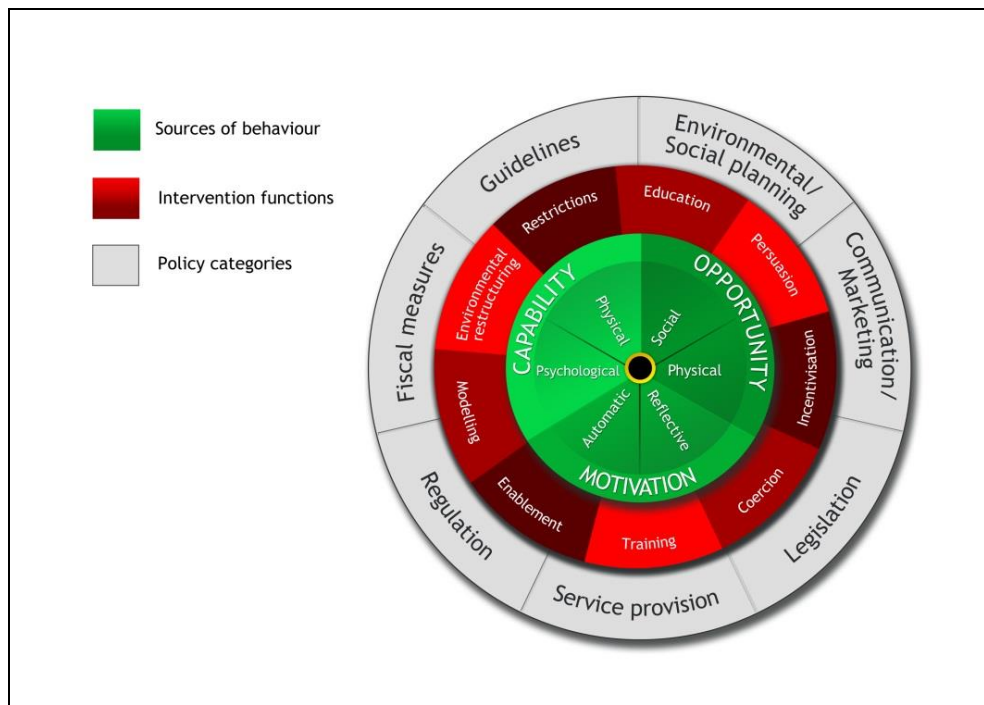 Sources of behaviour
Intervention functions
Policy categories
Guidelines
Environmental/
Social planning
Communication/
Marketing
Legislation
Service provision
Regulation
Fiscal measures
Restrictions
Education
Persuasion
Incentivisation
Coercion
Training
Enablement
Modelling
Environmental
restructuring
CAPABILITY
OPPORTUNITY
MOTIVATION
Physical
Social
Psychological
Physical
Automatic
Reflective